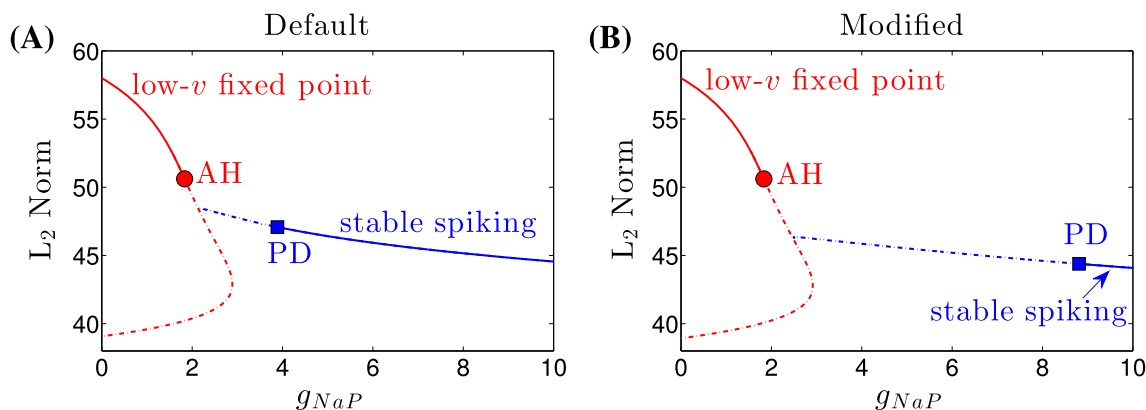 (A)
Default
L₂ Norm
60
55
50
45
40
0 2 4 6 8 10
g_NaP
low-v fixed point
AH
stable spiking
PD
(B)
Modified
L₂ Norm
60
55
50
45
40
0 2 4 6 8 10
g_NaP
low-v fixed point
AH
PD
stable spiking